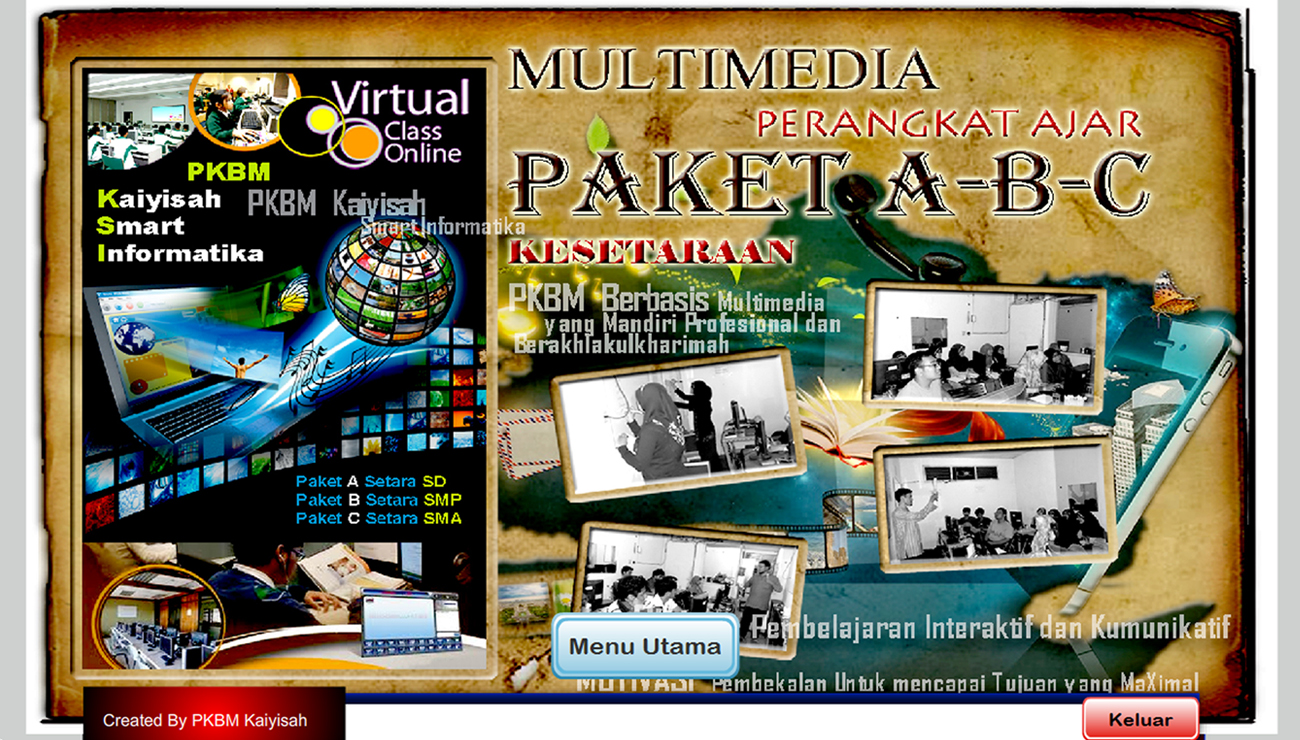 Virtual
Class
Online
PKBM
Kaiyisah
Smart
Informatika
PKBM Kaiyisah
Smart Informatika
Paket A Setara SD
Paket B Setara SMP
Paket C Setara SMA
MULTIMEDIA
PERANGKAT AJAR
PAKET A-B-C
KESETARAAN
PKBM Berbasis Multimedia
yang Mandiri Profesional dan
Berakhlakulkharimah
Pembelajaran Interaktif dan Kumunikatif
Menu Utama
MOTIVASI Pembekalan Untuk mencapai Tujuan yang MaXimal
Created By PKBM Kaiyisah
Keluar